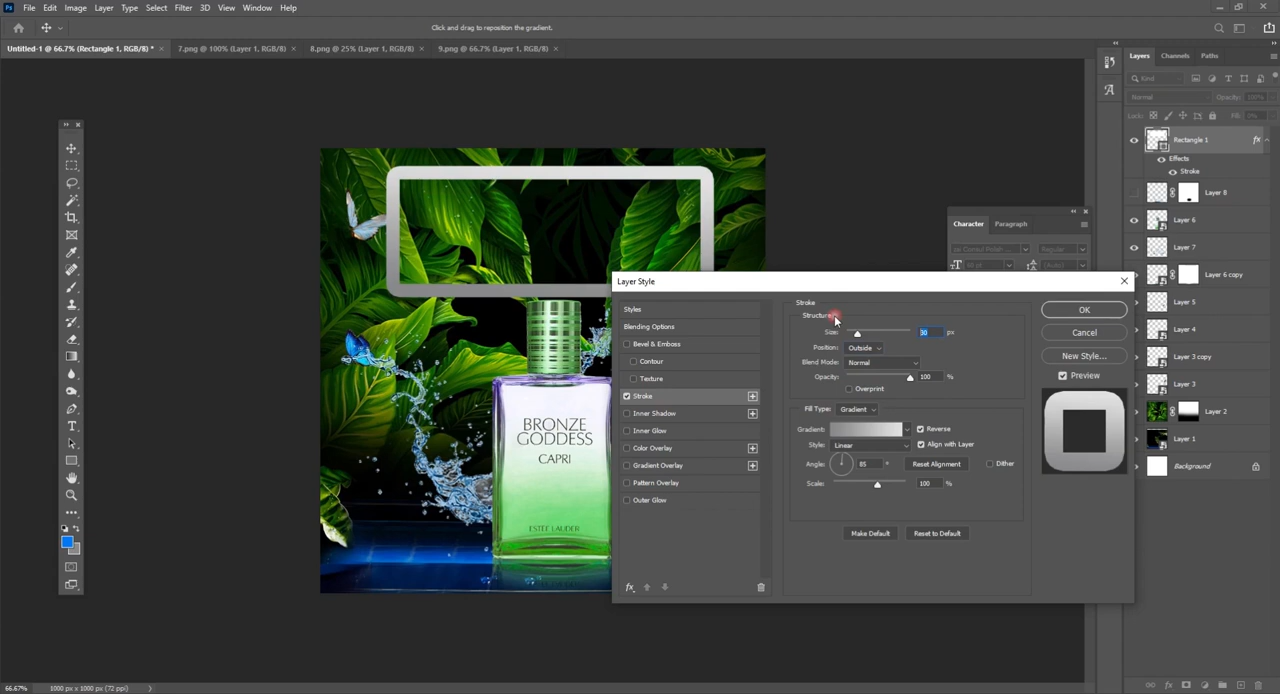 File Edit Image Layer Type Select Filter 3D View Window Help
Click and drag to reposition the gradient.
Untitled-1 @ 66.7% (Rectangle 1, RGB/8) * × 7.png @ 100% (Layer 1, RGB/8) × 8.png @ 25% (Layer 1, RGB/8) × 9.png @ 66.7% (Layer 1, RGB/8) ×
Layers Channels Paths
Kind
Normal Opacity: 100%
Lock: Fill: 0%
Rectangle 1 fx
Effects
Stroke
Layer 8
Layer 6
Layer 7
Layer 6 copy
Layer 5
Layer 4
Layer 3 copy
Layer 3
Layer 2
Layer 1
Background
Character Paragraph
Regular
Layer Style
Styles
Blending Options
Bevel & Emboss
Contour
Texture
Stroke
Inner Shadow
Inner Glow
Color Overlay
Gradient Overlay
Pattern Overlay
Outer Glow
fx
Stroke
Structure
Size: 30 px
Position: Outside
Blend Mode: Normal
Opacity: 100 %
Overprint
Fill Type: Gradient
Gradient: Reverse
Style: Linear Align with Layer
Angle: 85 ° Reset Alignment Dither
Scale: 100 %
Make Default Reset to Default
OK
Cancel
New Style...
Preview
BRONZE
GODDESS
CAPRI
ESTĒE LAUDER
66.67% 1000 px x 1000 px (72 ppi)